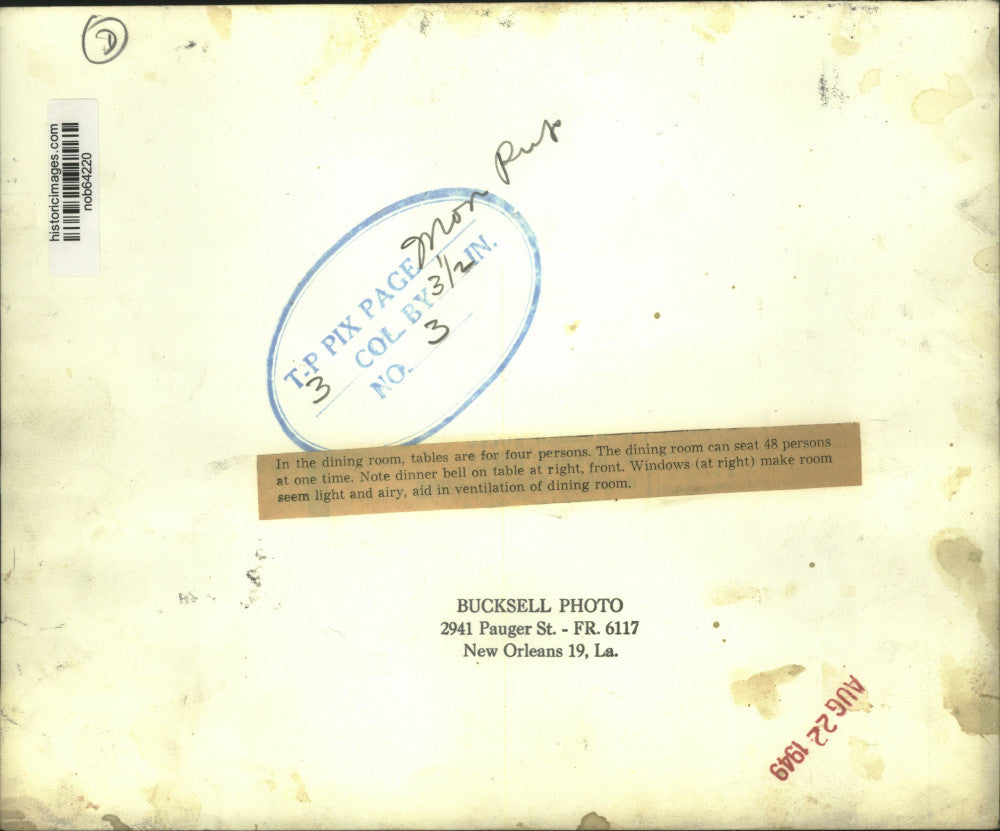 D
historicimages.com
nob64220
T-P PIX PAGE Mon
3 COL. BY 3 1/2 IN.
NO. 3
In the dining room, tables are for four persons. The dining room can seat 48 persons
at one time. Note dinner bell on table at right, front. Windows (at right) make room
seem light and airy, aid in ventilation of dining room.
BUCKSELL PHOTO
2941 Pauger St. - FR. 6117
New Orleans 19, La.
AUG 22 1949